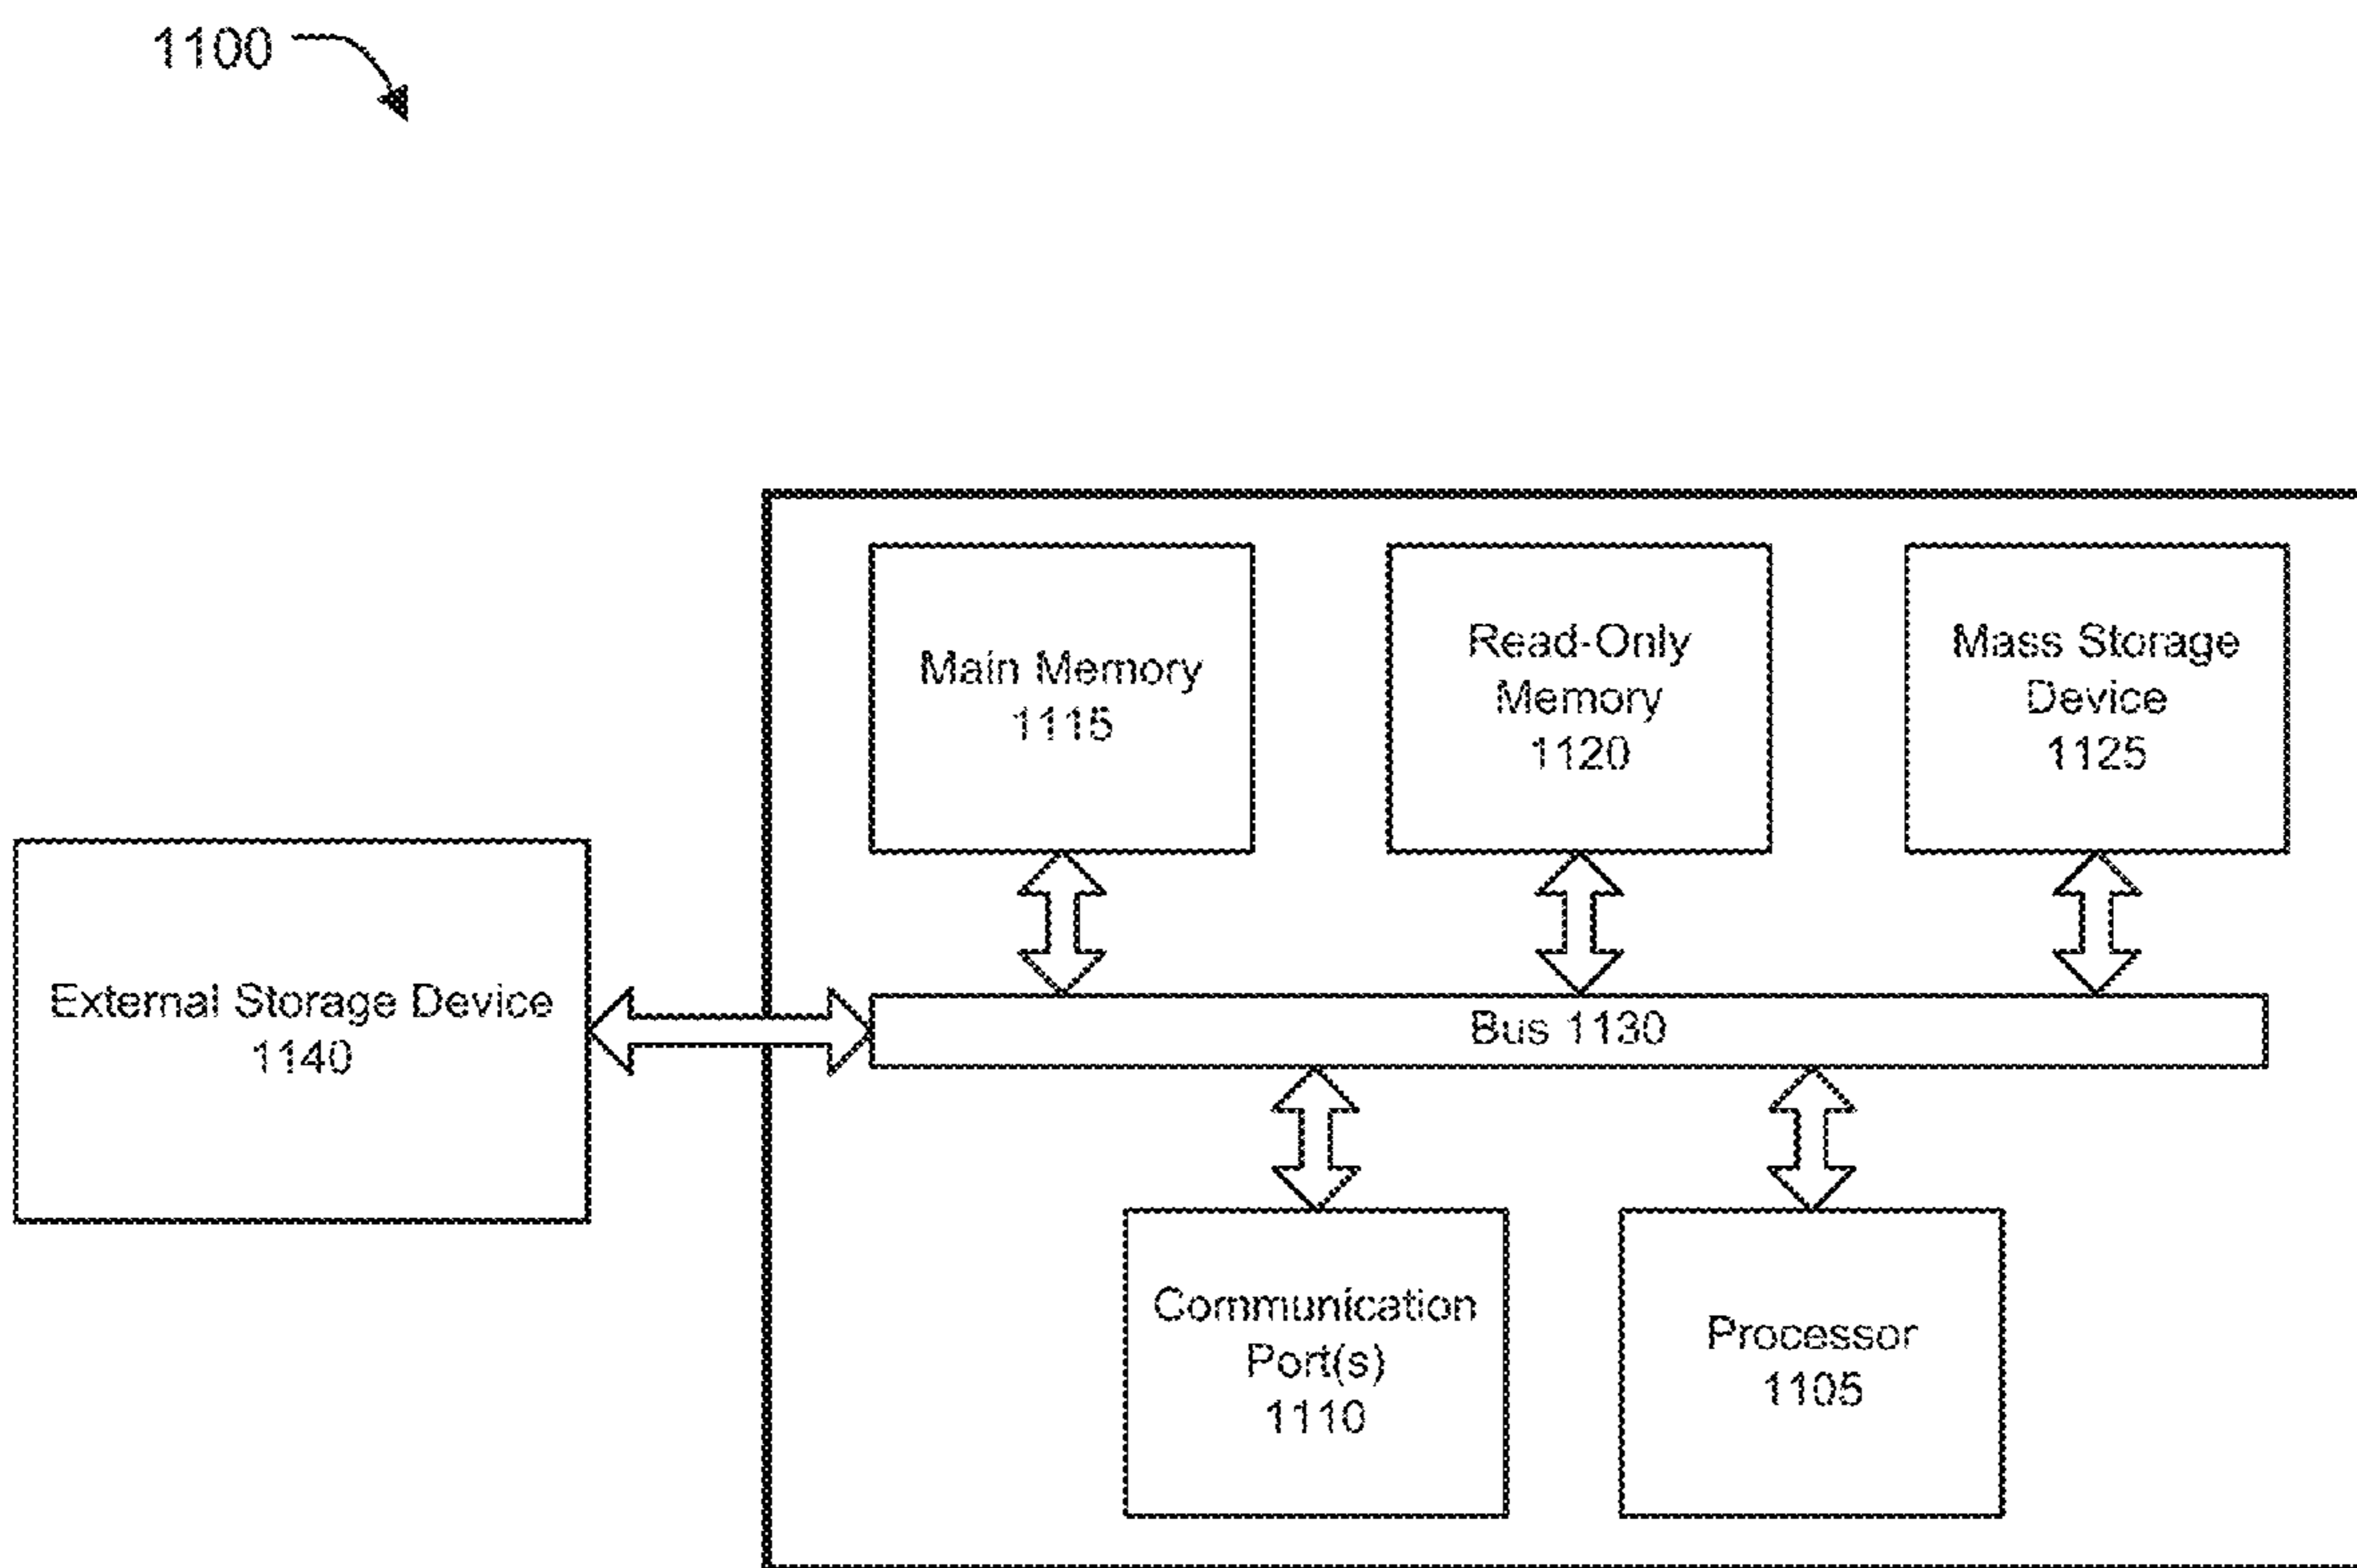 1100
Main Memory
1115
Read-Only
Memory
1120
Mass Storage
Device
1125
External Storage Device
1140
Bus 1130
Communication
Port(s)
1110
Processor
1105